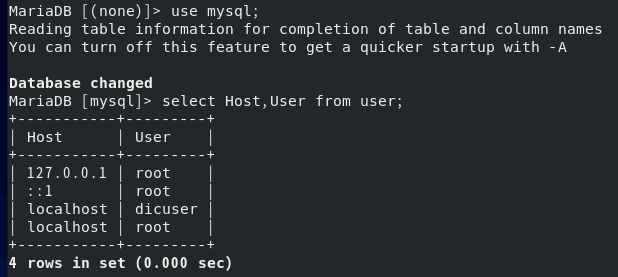 MariaDB [(none)]> use mysql;
Reading table information for completion of table and column names
You can turn off this feature to get a quicker startup with -A

Database changed
MariaDB [mysql]> select Host,User from user;
+-----------+---------+
| Host      | User    |
+-----------+---------+
| 127.0.0.1 | root    |
| ::1       | root    |
| localhost | dicuser |
| localhost | root    |
+-----------+---------+
4 rows in set (0.000 sec)